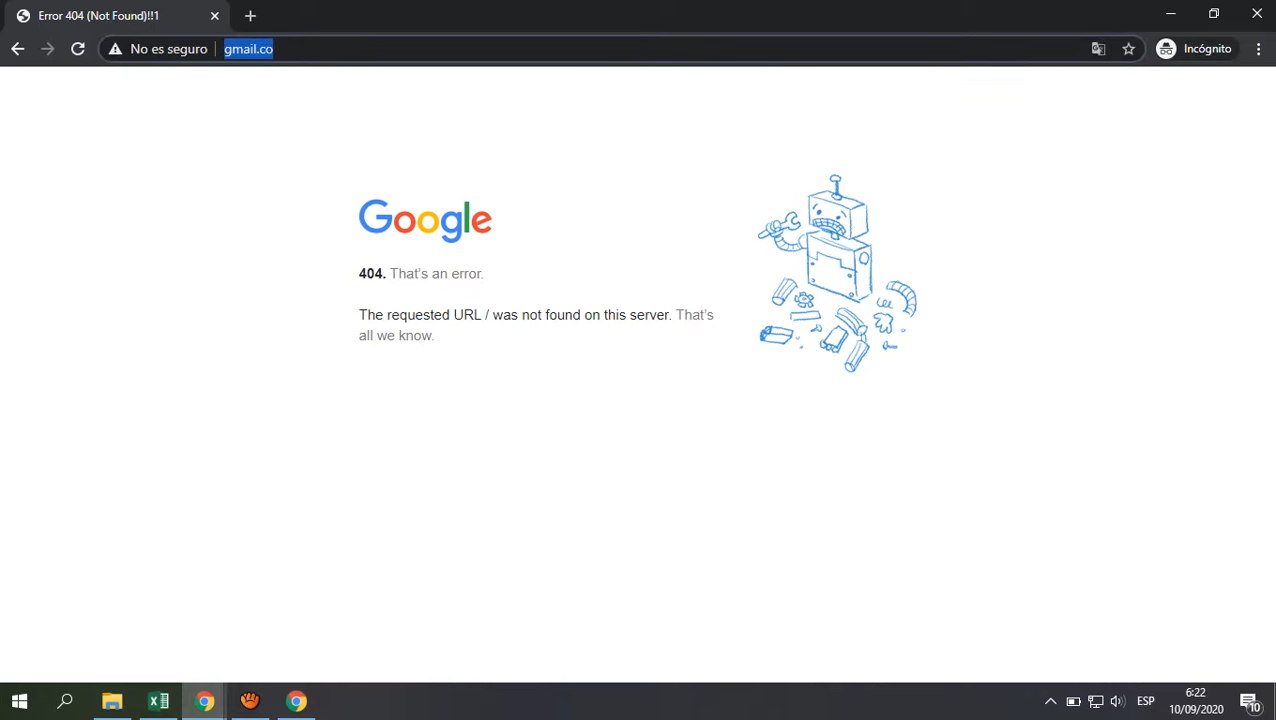 Error 404 (Not Found)!!1
No es seguro
gmail.co
Incógnito
Google
404. That's an error.
The requested URL / was not found on this server. That's
all we know.
ESP
6:22
10/09/2020
10